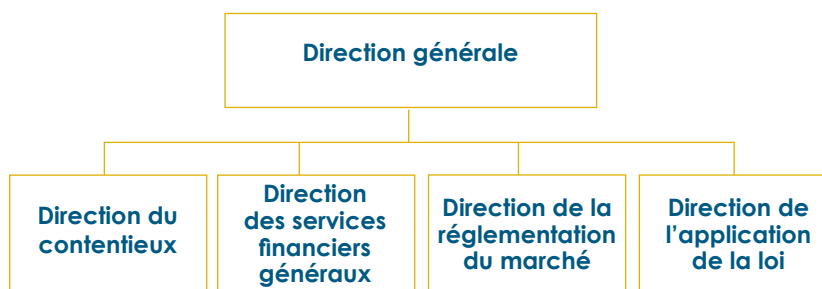 Direction générale
Direction du
contentieux
Direction
des services
financiers
généraux
Direction de la
réglementation
du marché
Direction de
l’application
de la loi